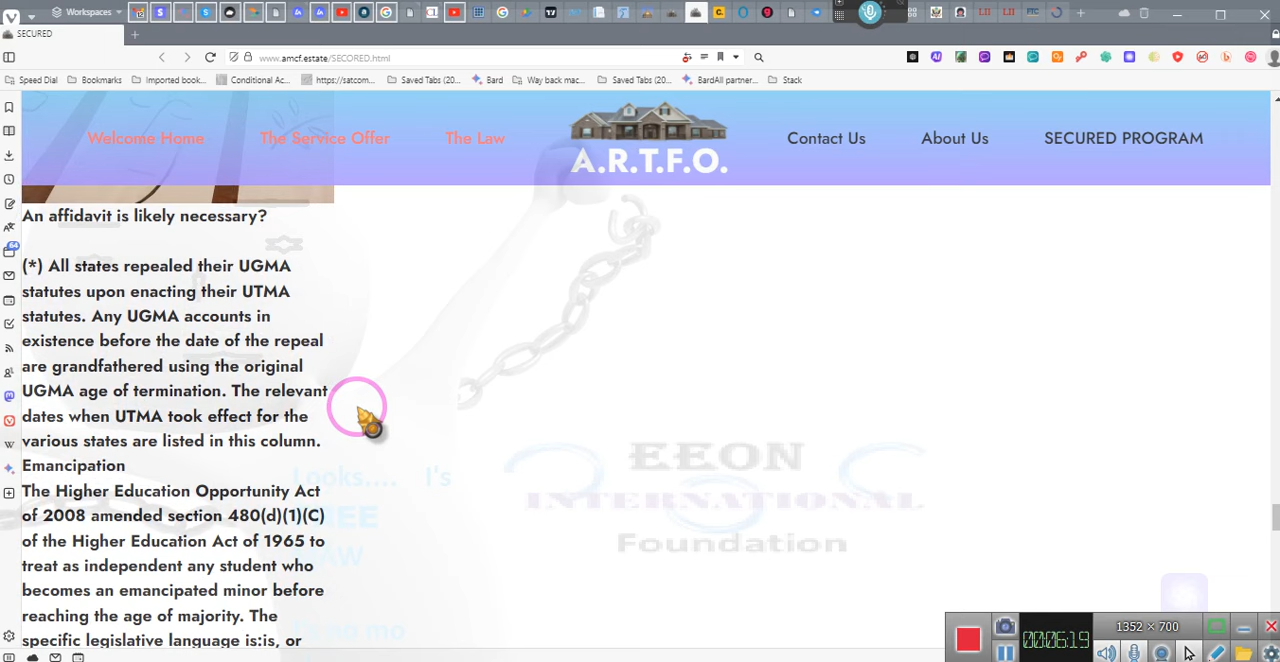 Workspaces
SECURED
www.amcf.estate/SECORED.html
Speed Dial
Bookmarks
Imported book...
Conditional Ac...
https://satcom...
Saved Tabs (20...
Bard
Way back mac...
Saved Tabs (20...
BardAll partner...
Stack
Welcome Home
The Service Offer
The Law
A.R.T.F.O.
Contact Us
About Us
SECURED PROGRAM
An affidavit is likely necessary?
(*) All states repealed their UGMA
statutes upon enacting their UTMA
statutes. Any UGMA accounts in
existence before the date of the repeal
are grandfathered using the original
UGMA age of termination. The relevant
dates when UTMA took effect for the
various states are listed in this column.
Emancipation
The Higher Education Opportunity Act
of 2008 amended section 480(d)(1)(C)
of the Higher Education Act of 1965 to
treat as independent any student who
becomes an emancipated minor before
reaching the age of majority. The
specific legislative language is:is, or
Looks.... I's
EEON
INTERNATIONAL
Foundation
64
1352 × 700
00:06:19